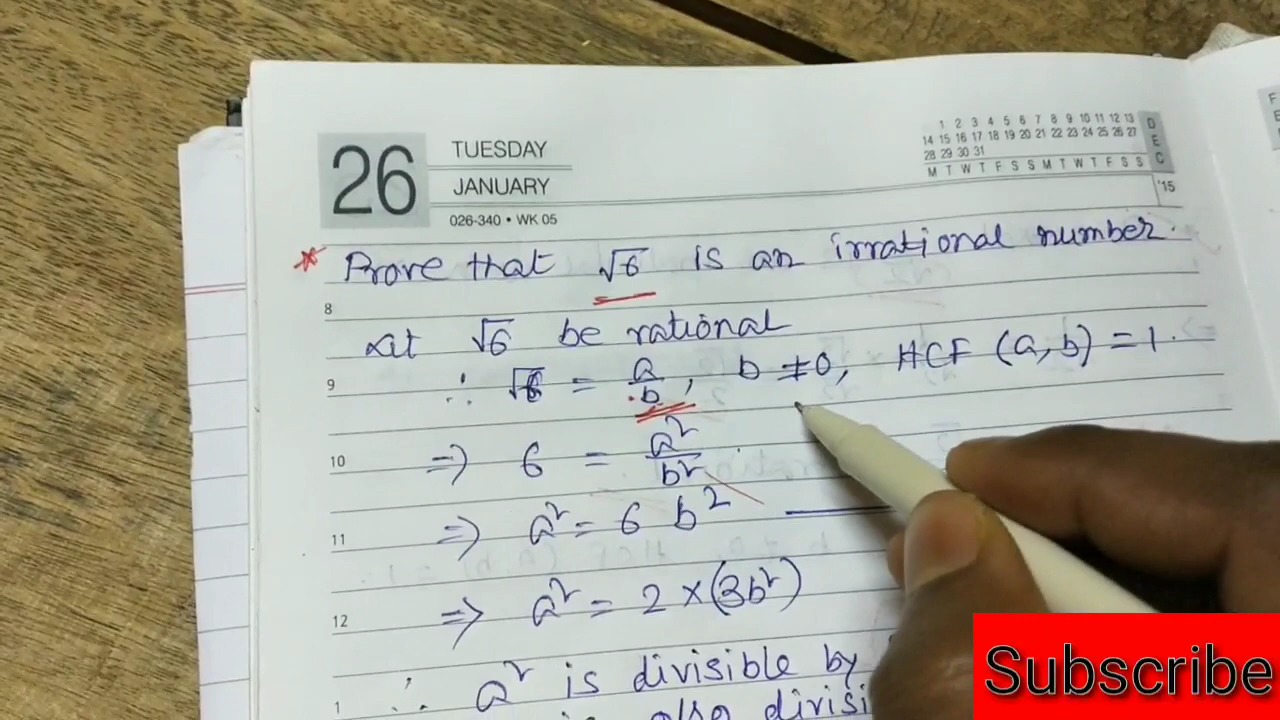 26
TUESDAY
JANUARY
026-340 • WK 05
1 2 3 4 5 6 7 8 9 10 11 12 13
14 15 16 17 18 19 20 21 22 23 24 25 26 27
28 29 30 31
M T W T F S S M T W T F S S M T W T F S S
DEC
'15
* Prove that √6 is an irrational number.
8
Let √6 be rational
9 ∴ √6 = a/b, b ≠ 0, HCF (a, b) = 1.
10 ⇒ 6 = a²/b²
11 ⇒ a² = 6 b²
12 ⇒ a² = 2 × (3b²)
1 ∴ a² is divisible by
also
Subscribe